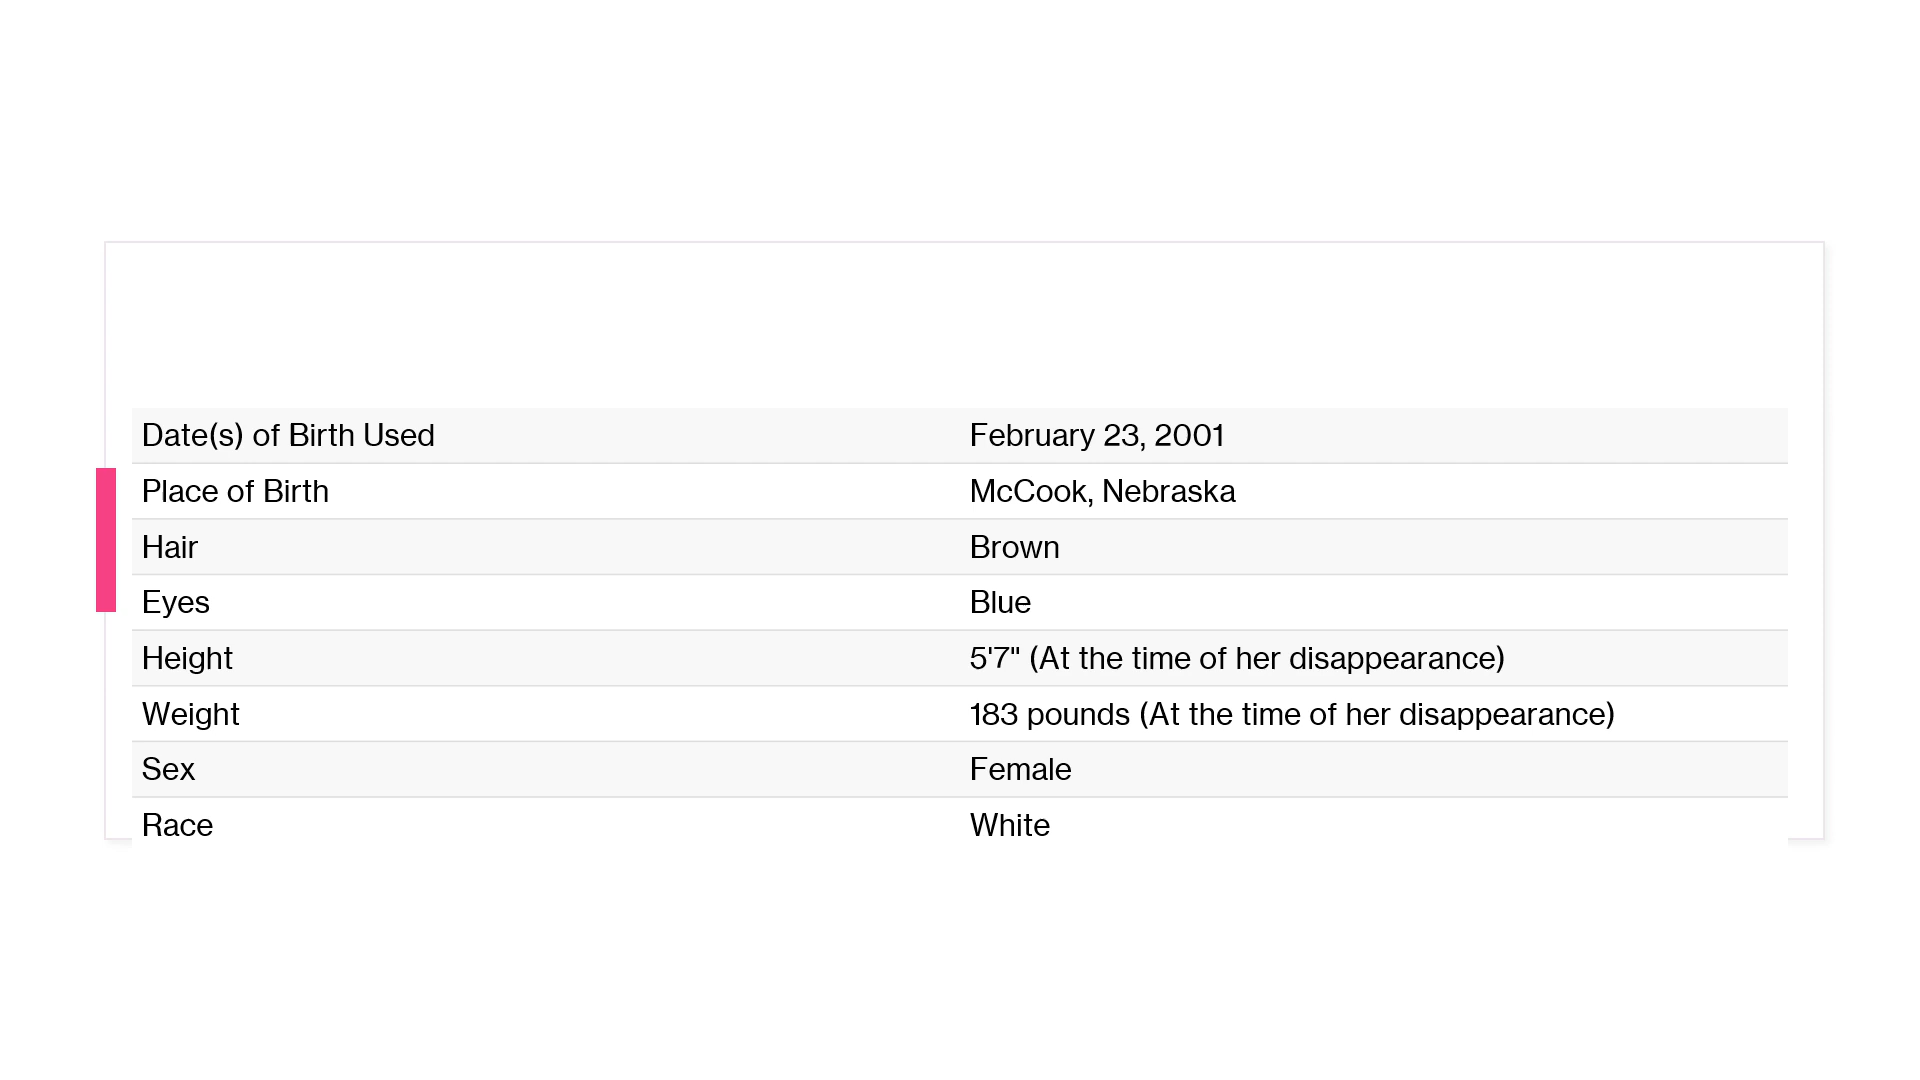 Date(s) of Birth Used February 23, 2001
Place of Birth McCook, Nebraska
Hair Brown
Eyes Blue
Height 5'7" (At the time of her disappearance)
Weight 183 pounds (At the time of her disappearance)
Sex Female
Race White